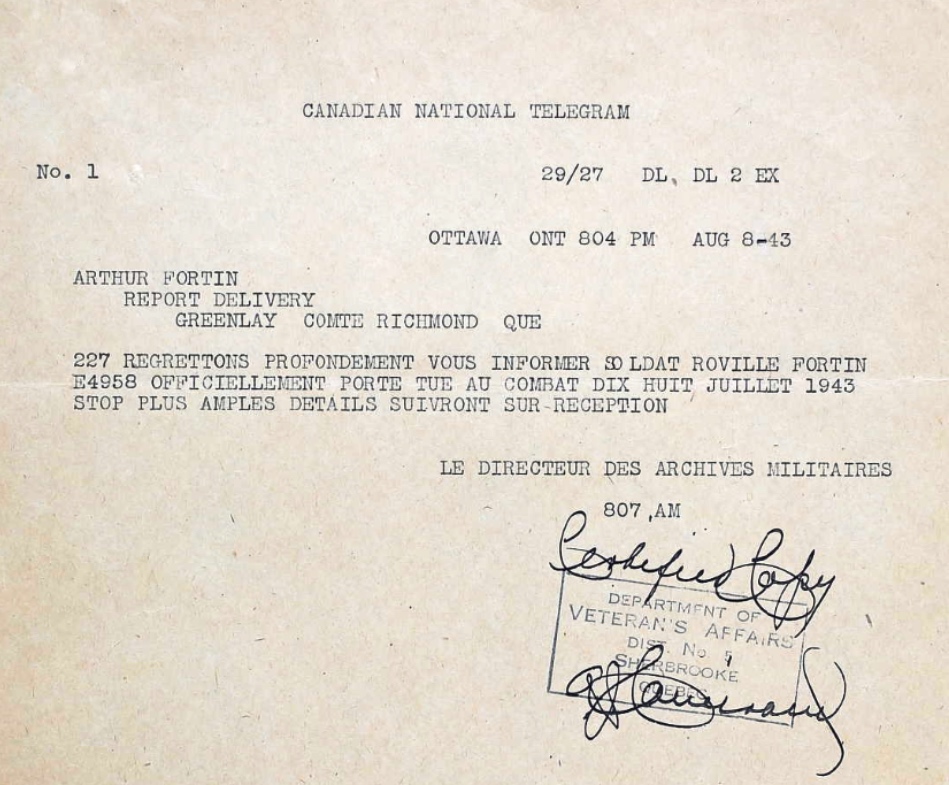 CANADIAN NATIONAL TELEGRAM
No. 1 29/27 DL, DL 2 EX
OTTAWA ONT 804 PM AUG 8-43
ARTHUR FORTIN
REPORT DELIVERY
GREENLAY COMTE RICHMOND QUE
227 REGRETTONS PROFONDEMENT VOUS INFORMER SO LDAT ROVILLE FORTIN
E4958 OFFICIELLEMENT PORTE TUE AU COMBAT DIX HUIT JUILLET 1943
STOP PLUS AMPLES DETAILS SUIVRONT SUR-RECEPTION
LE DIRECTEUR DES ARCHIVES MILITAIRES
807,AM
Certified Copy
DEPARTMENT OF
VETERAN'S AFFAIRS
DIST. No 5
SHERBROOKE
QUEBEC